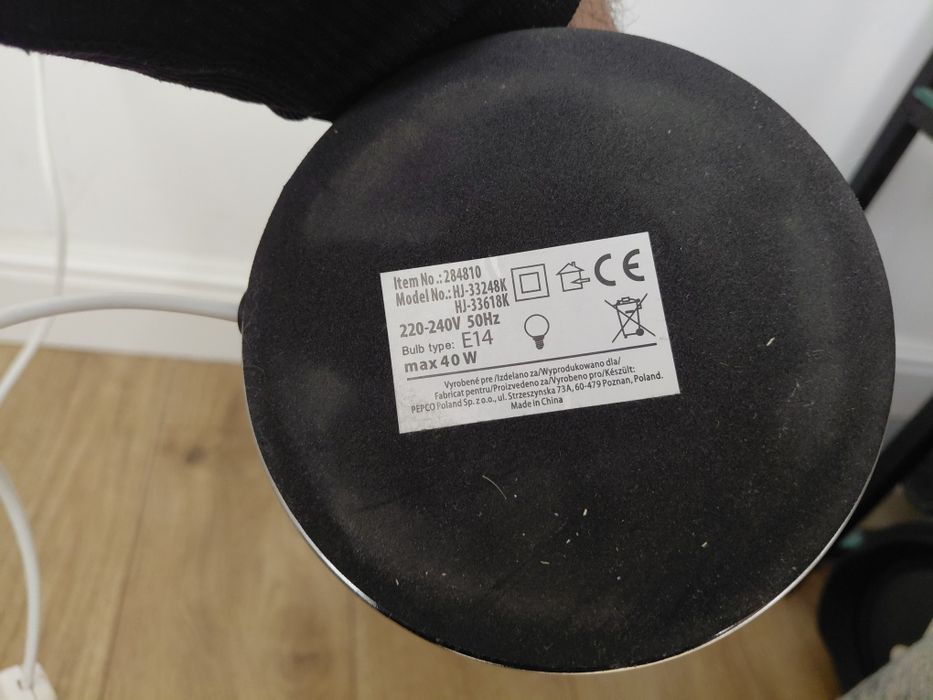 Item No.: 284810
Model No.: HJ-33248K
HJ-33618K
CE
220-240V 50Hz
Bulb type: E14
max 40 W
Vyrobené pre/Izdelano za/Wyprodukowano dla/
Fabricat pentru/Proizvedeno za/Vyrobeno pro/Készült:
PEPCO Poland Sp. z o.o., ul. Strzeszynska 73A, 60-479 Poznan, Poland.
Made in China